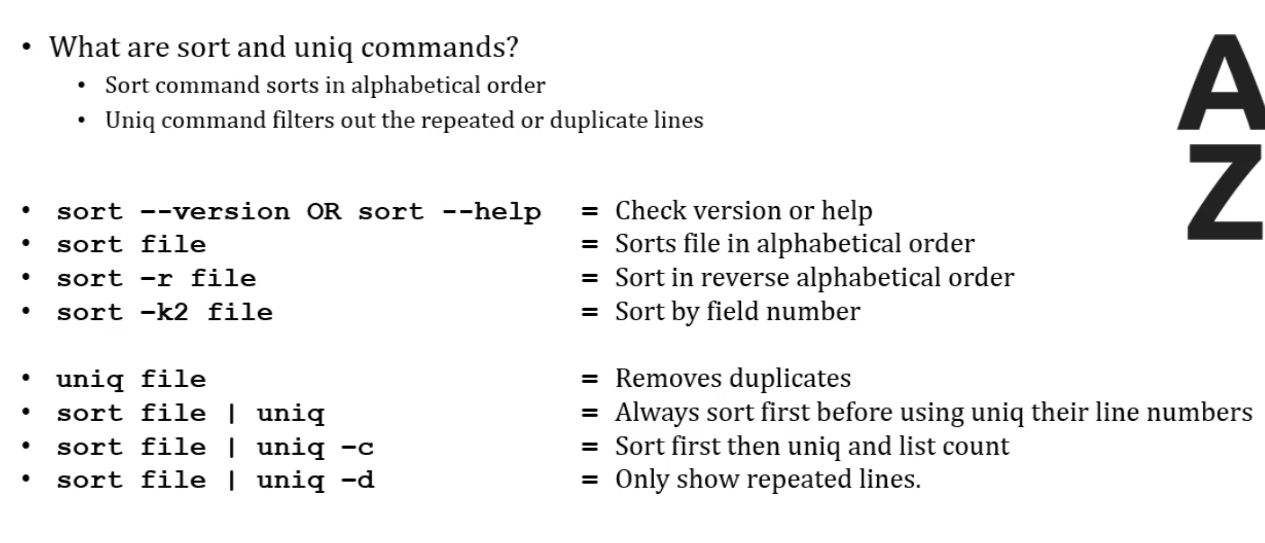 • What are sort and uniq commands?
• Sort command sorts in alphabetical order
• Uniq command filters out the repeated or duplicate lines
A
Z
• sort --version OR sort --help = Check version or help
• sort file = Sorts file in alphabetical order
• sort –r file = Sort in reverse alphabetical order
• sort –k2 file = Sort by field number
• uniq file = Removes duplicates
• sort file | uniq = Always sort first before using uniq their line numbers
• sort file | uniq –c = Sort first then uniq and list count
• sort file | uniq –d = Only show repeated lines.